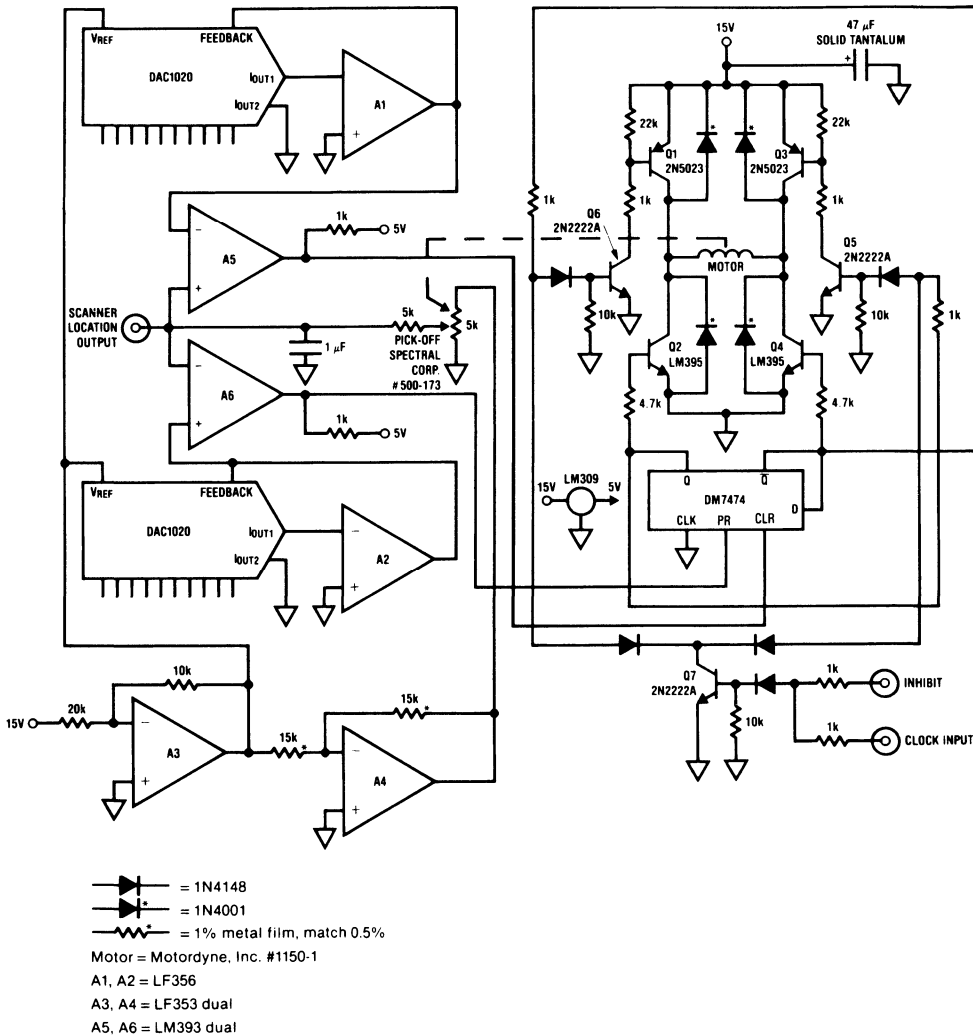 VREF
FEEDBACK
DAC1020
IOUT1
IOUT2
−
+
A1
15V
47 µF
SOLID TANTALUM
+
22k
Q1
2N5023
*
*
Q3
2N5023
22k
1k
1k
1k
Q6
2N2222A
Q5
2N2222A
MOTOR
10k
10k
1k
Q2
LM395
*
*
Q4
LM395
4.7k
4.7k
−
+
A5
1k
5V
SCANNER
LOCATION
OUTPUT
5k
5k
PICK-OFF
SPECTRAL
CORP.
#500-173
1 µF
−
+
A6
1k
5V
LM309
15V
5V
Q
Q̅
DM7474
D
CLK
PR
CLR
VREF
FEEDBACK
DAC1020
IOUT1
IOUT2
−
+
A2
Q7
2N2222A
10k
1k
INHIBIT
1k
CLOCK INPUT
15V
20k
10k
−
+
A3
15k
*
15k
*
−
+
A4
= 1N4148
* = 1N4001
* = 1% metal film, match 0.5%
Motor = Motordyne, Inc. #1150-1
A1, A2 = LF356
A3, A4 = LF353 dual
A5, A6 = LM393 dual